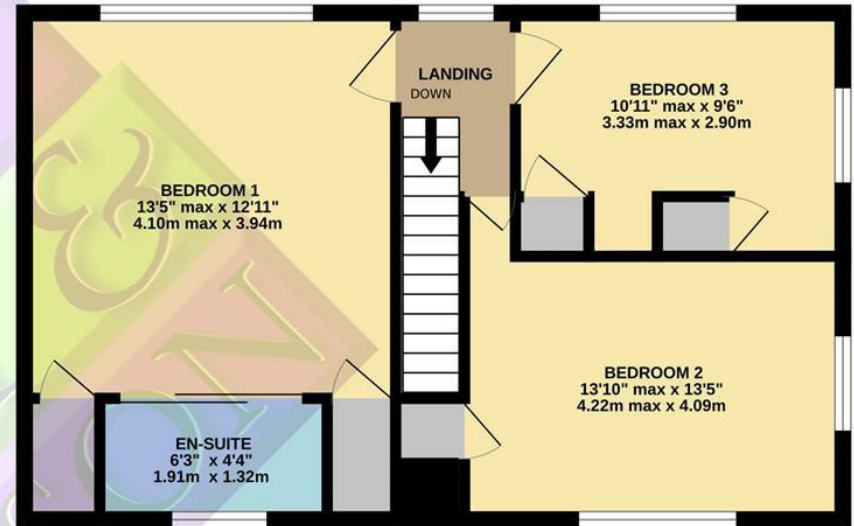 LANDING
DOWN
BEDROOM 3
10'11" max x 9'6"
3.33m max x 2.90m
BEDROOM 1
13'5" max x 12'11"
4.10m max x 3.94m
BEDROOM 2
13'10" max x 13'5"
4.22m max x 4.09m
EN-SUITE
6'3" x 4'4"
1.91m x 1.32m
&
ON